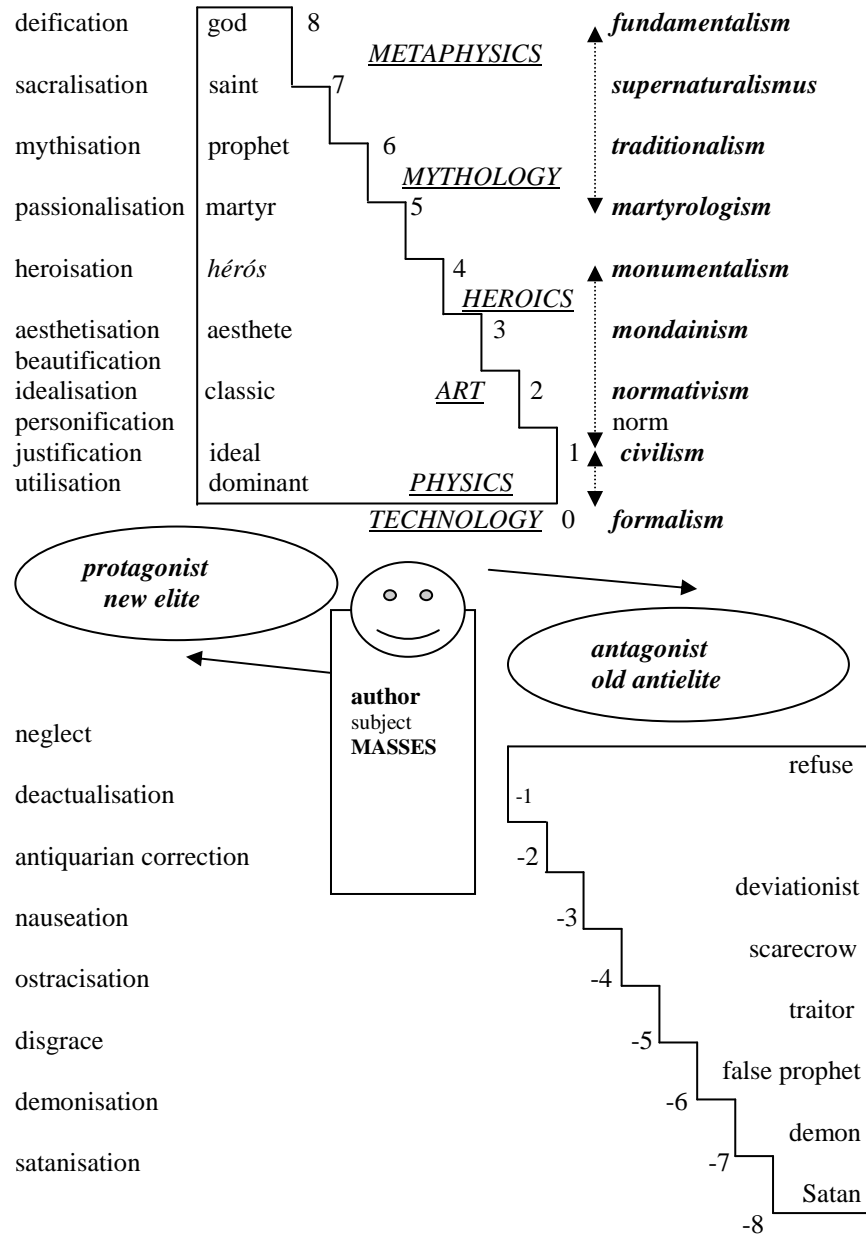 deification god 8 fundamentalism
METAPHYSICS
sacralisation saint 7 supernaturalismus
mythisation prophet 6 traditionalism
MYTHOLOGY
passionalisation martyr 5 martyrologism
heroisation hérós 4 monumentalism
HEROICS
aesthetisation aesthete 3 mondainism
beautification
idealisation classic ART 2 normativism
personification norm
justification ideal 1 civilism
utilisation dominant PHYSICS
TECHNOLOGY 0 formalism
protagonist
new elite
antagonist
old antielite
author
subject
MASSES
neglect
refuse
deactualisation -1
antiquarian correction -2
deviationist
nauseation -3
scarecrow
ostracisation -4
traitor
disgrace -5
false prophet
demonisation -6
demon
satanisation -7
Satan
-8